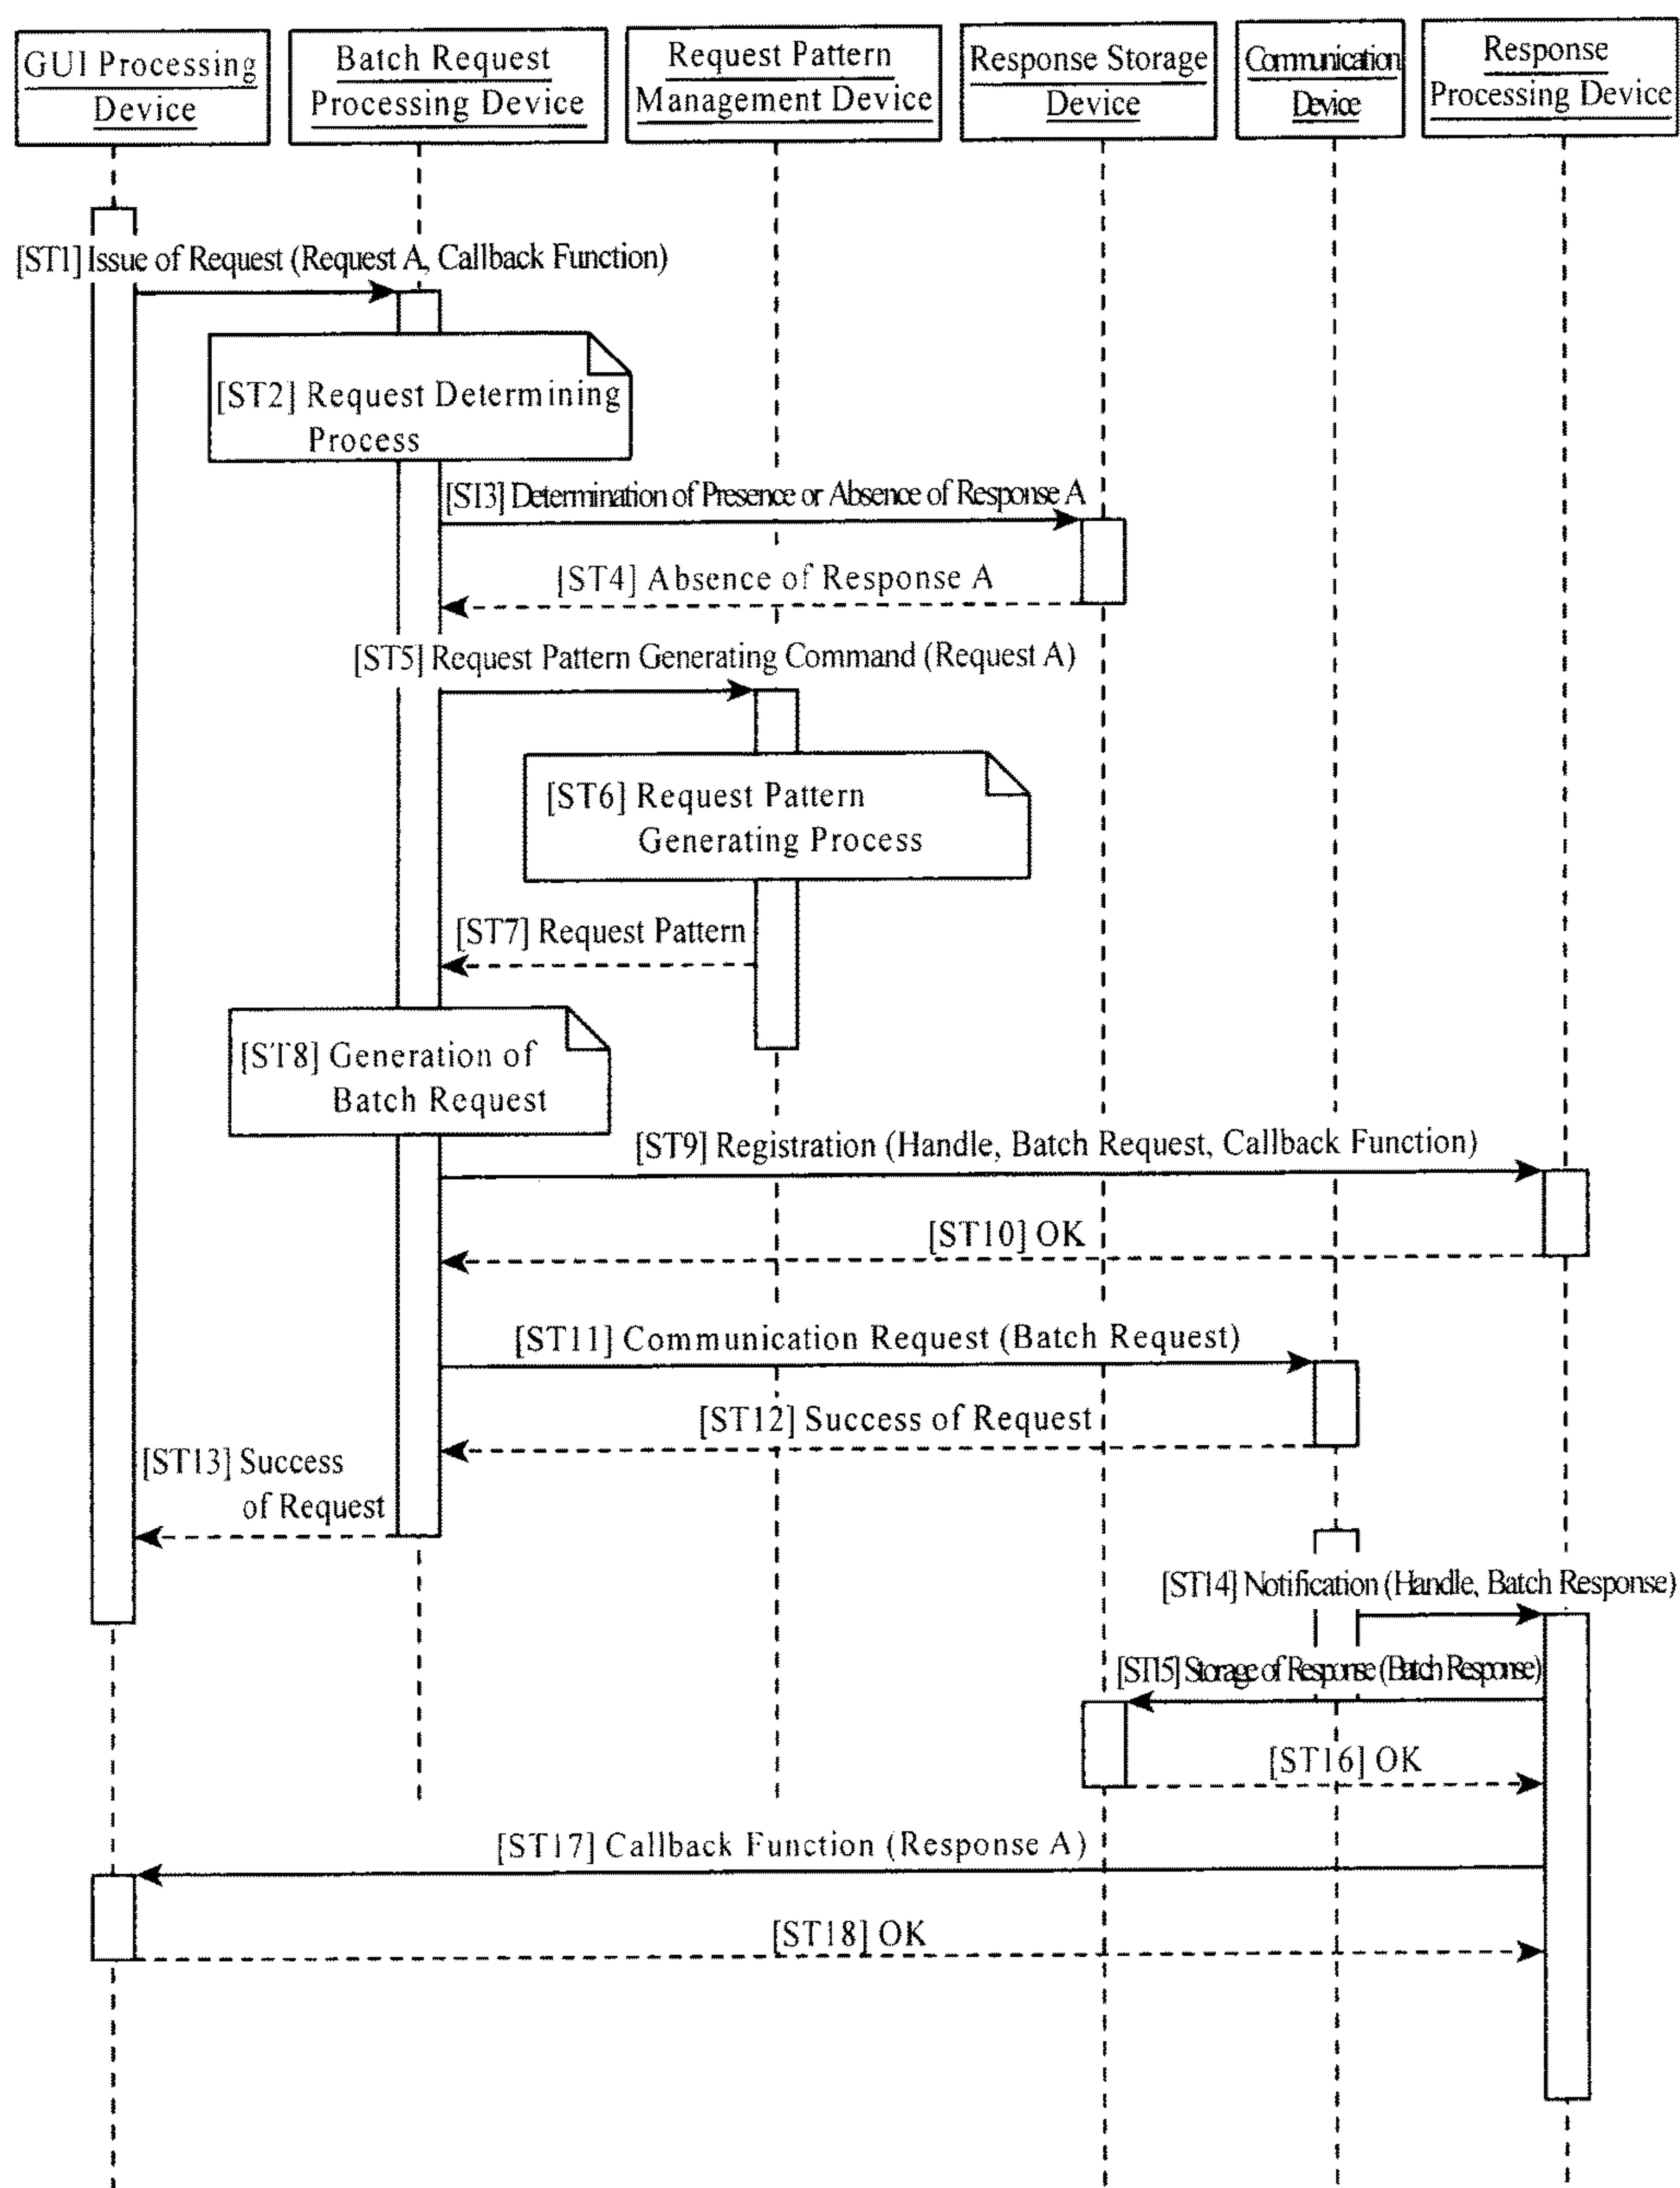 GUI Processing
Device
Batch Request
Processing Device
Request Pattern
Management Device
Response Storage
Device
Communication
Device
Response
Processing Device
[ST1] Issue of Request (Request A, Callback Function)
[ST2] Request Determining
Process
[ST3] Determination of Presence or Absence of Response A
[ST4] Absence of Response A
[ST5] Request Pattern Generating Command (Request A)
[ST6] Request Pattern
Generating Process
[ST7] Request Pattern
[ST8] Generation of
Batch Request
[ST9] Registration (Handle, Batch Request, Callback Function)
[ST10] OK
[ST11] Communication Request (Batch Request)
[ST12] Success of Request
[ST13] Success
of Request
[ST14] Notification (Handle, Batch Response)
[ST15] Storage of Response (Batch Response)
[ST16] OK
[ST17] Callback Function (Response A)
[ST18] OK